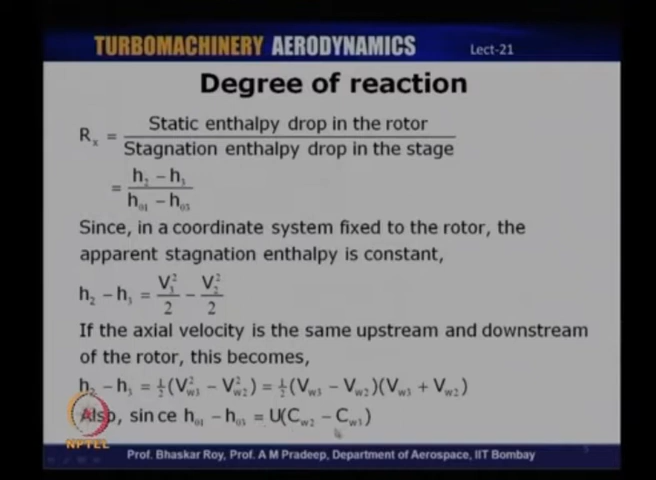 TURBOMACHINERY AERODYNAMICS Lect-21
Degree of reaction
Rₓ = Static enthalpy drop in the rotor / Stagnation enthalpy drop in the stage
= h₂ − h₃ / h₀₁ − h₀₃
Since, in a coordinate system fixed to the rotor, the
apparent stagnation enthalpy is constant,
h₂ − h₃ = V₃²/2 − V₂²/2
If the axial velocity is the same upstream and downstream
of the rotor, this becomes,
h₂ − h₃ = ½(V²w3 − V²w2) = ½(Vw3 − Vw2)(Vw3 + Vw2)
Also, since h₀₁ − h₀₃ = U(Cw2 − Cw3)
NPTEL
Prof. Bhaskar Roy, Prof. A M Pradeep, Department of Aerospace, IIT Bombay